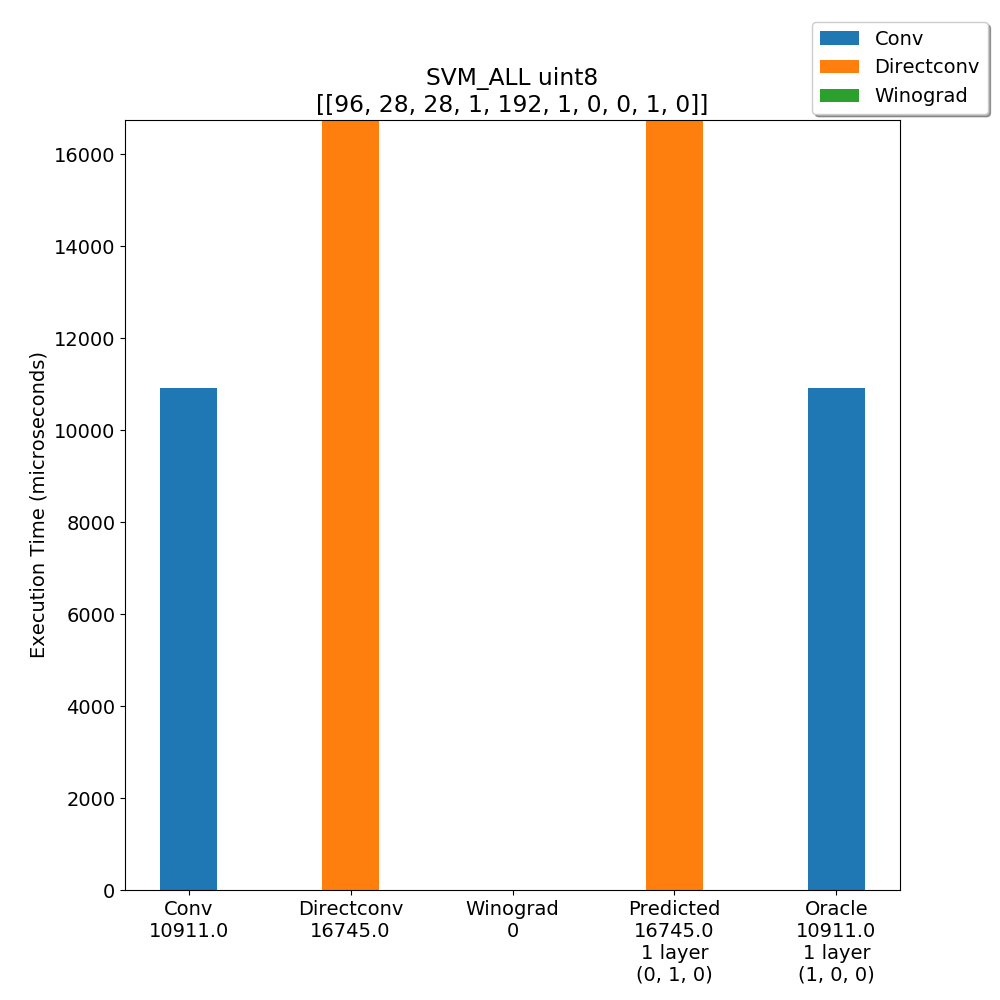 Conv
Directconv
Winograd
SVM_ALL uint8
[[96, 28, 28, 1, 192, 1, 0, 0, 1, 0]]
Execution Time (microseconds)
16000
14000
12000
10000
8000
6000
4000
2000
0
Conv
10911.0
Directconv
16745.0
Winograd
0
Predicted
16745.0
1 layer
(0, 1, 0)
Oracle
10911.0
1 layer
(1, 0, 0)